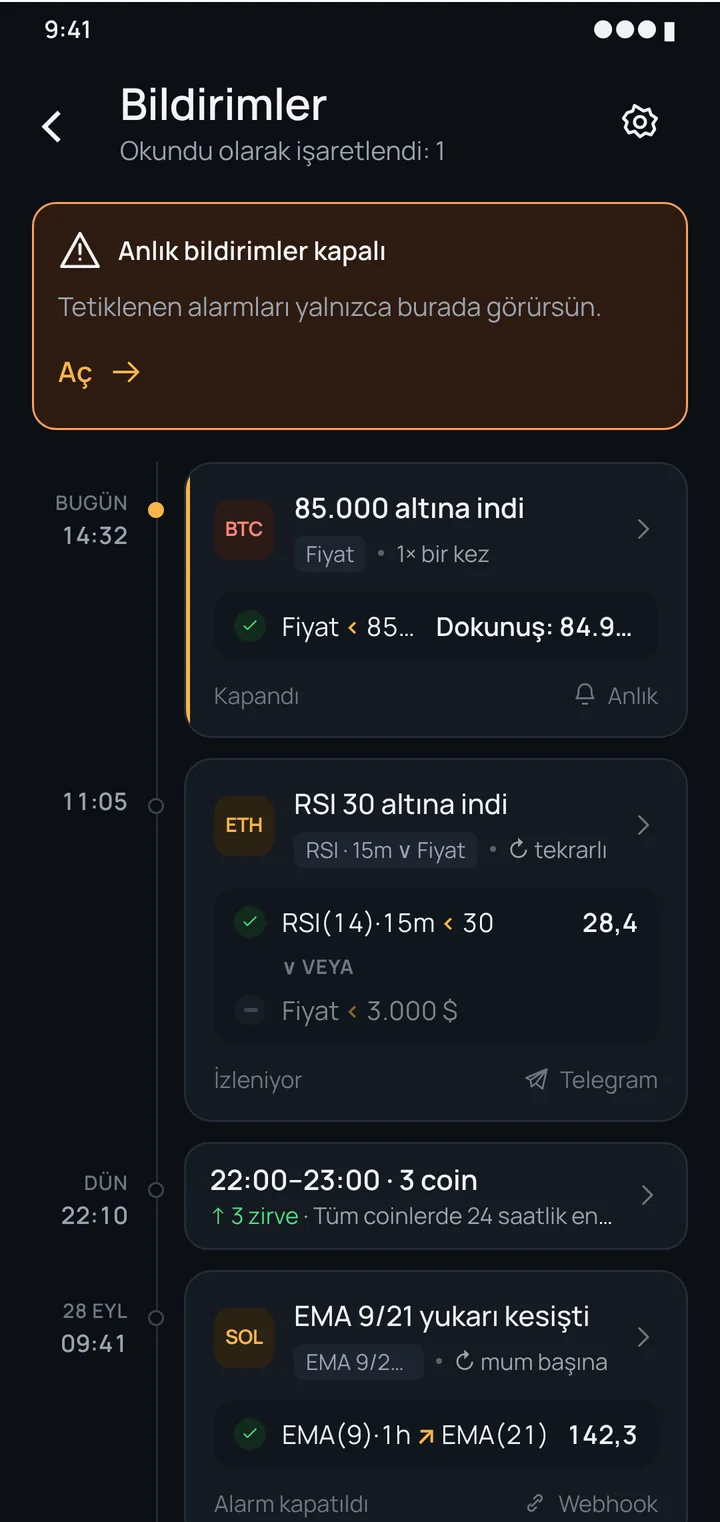 9:41
Bildirimler
Okundu olarak işaretlendi: 1
Anlık bildirimler kapalı
Tetiklenen alarmları yalnızca burada görürsün.
Aç →
BUGÜN
14:32
BTC
85.000 altına indi
Fiyat • 1× bir kez
Fiyat < 85... Dokunuş: 84.9...
Kapandı Anlık
11:05
ETH
RSI 30 altına indi
RSI · 15m ∨ Fiyat • ↻ tekrarlı
RSI(14)·15m < 30 28,4
∨ VEYA
Fiyat < 3.000 $
İzleniyor Telegram
DÜN
22:10
22:00–23:00 · 3 coin
↑ 3 zirve · Tüm coinlerde 24 saatlik en...
28 EYL
09:41
SOL
EMA 9/21 yukarı kesişti
EMA 9/2... • ↻ mum başına
EMA(9)·1h ↗ EMA(21) 142,3
Alarm kapatıldı Webhook